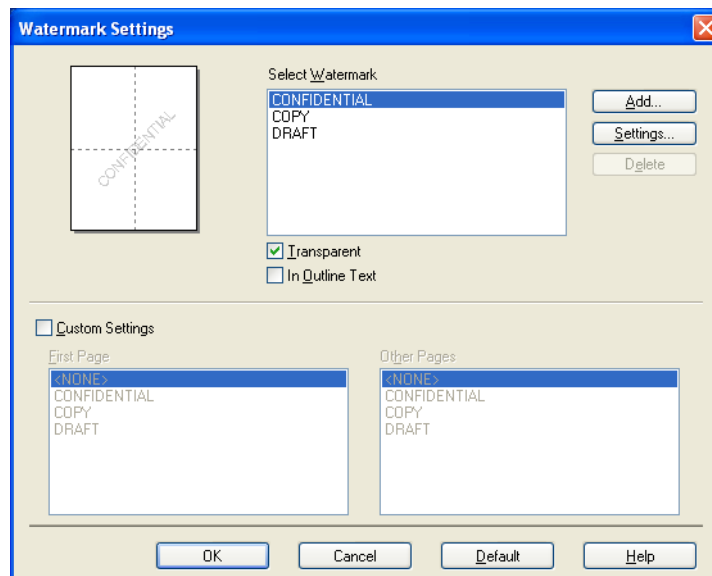 Watermark Settings
CONFIDENTIAL
Select Watermark
CONFIDENTIAL
COPY
DRAFT
Add...
Settings...
Delete
Transparent
In Outline Text
Custom Settings
First Page
<NONE>
CONFIDENTIAL
COPY
DRAFT
Other Pages
<NONE>
CONFIDENTIAL
COPY
DRAFT
OK
Cancel
Default
Help